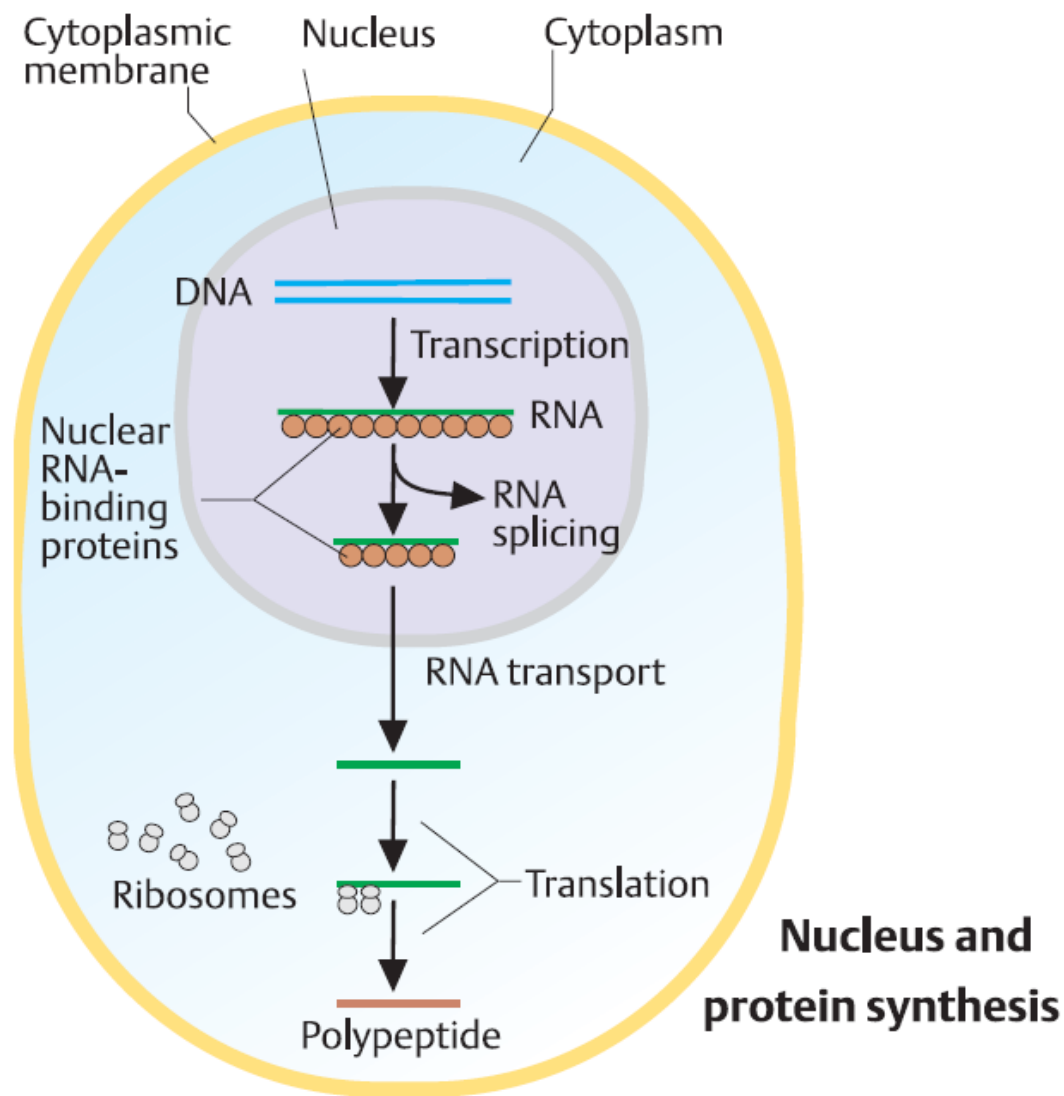 Cytoplasmic
membrane
Nucleus
Cytoplasm
DNA
Transcription
RNA
Nuclear
RNA-
binding
proteins
RNA
splicing
RNA transport
Ribosomes
Translation
Polypeptide
Nucleus and
protein synthesis